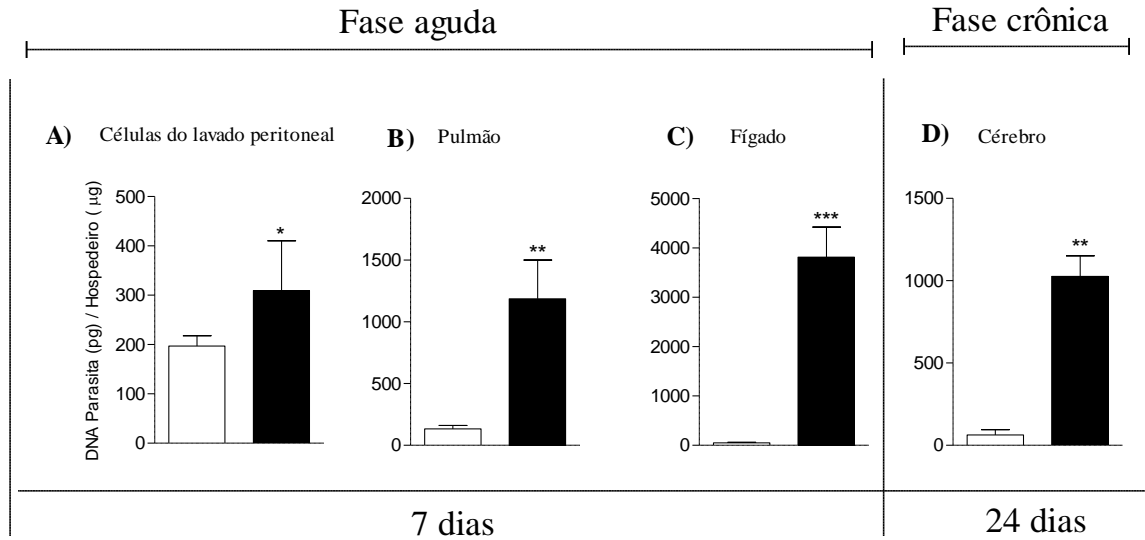 Fase aguda
Fase crônica
A) Células do lavado peritoneal
B) Pulmão
C) Fígado
D) Cérebro
DNA Parasita (pg) / Hospedeiro ( µg)
500
400
300
200
100
0
*
2000
1500
1000
500
0
**
5000
4000
3000
2000
1000
0
***
1500
1000
500
0
**
7 dias
24 dias